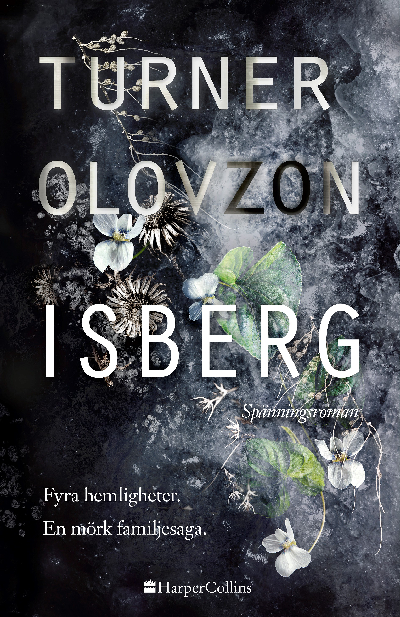 TURNER
OLOVZON
ISBERG
Spänningsroman
Fyra hemligheter.
En mörk familjesaga.
HarperCollins